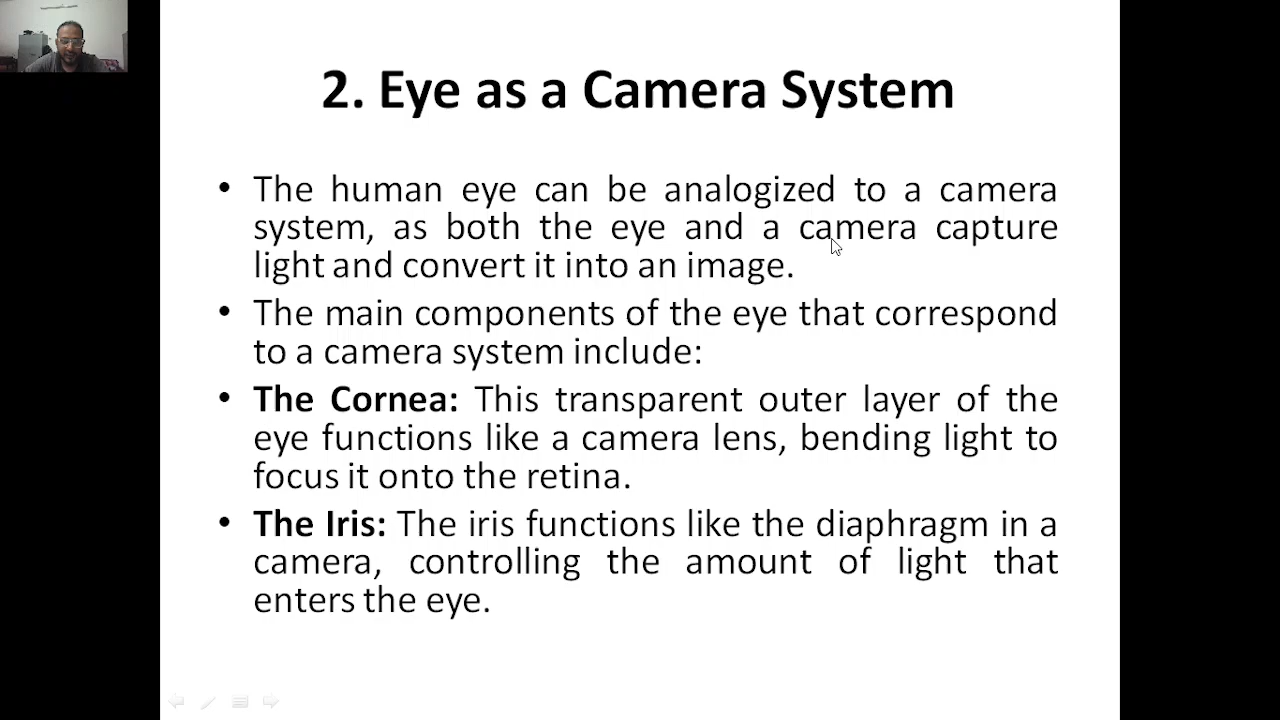 2. Eye as a Camera System
• The human eye can be analogized to a camera
system, as both the eye and a camera capture
light and convert it into an image.
• The main components of the eye that correspond
to a camera system include:
• The Cornea: This transparent outer layer of the
eye functions like a camera lens, bending light to
focus it onto the retina.
• The Iris: The iris functions like the diaphragm in a
camera, controlling the amount of light that
enters the eye.